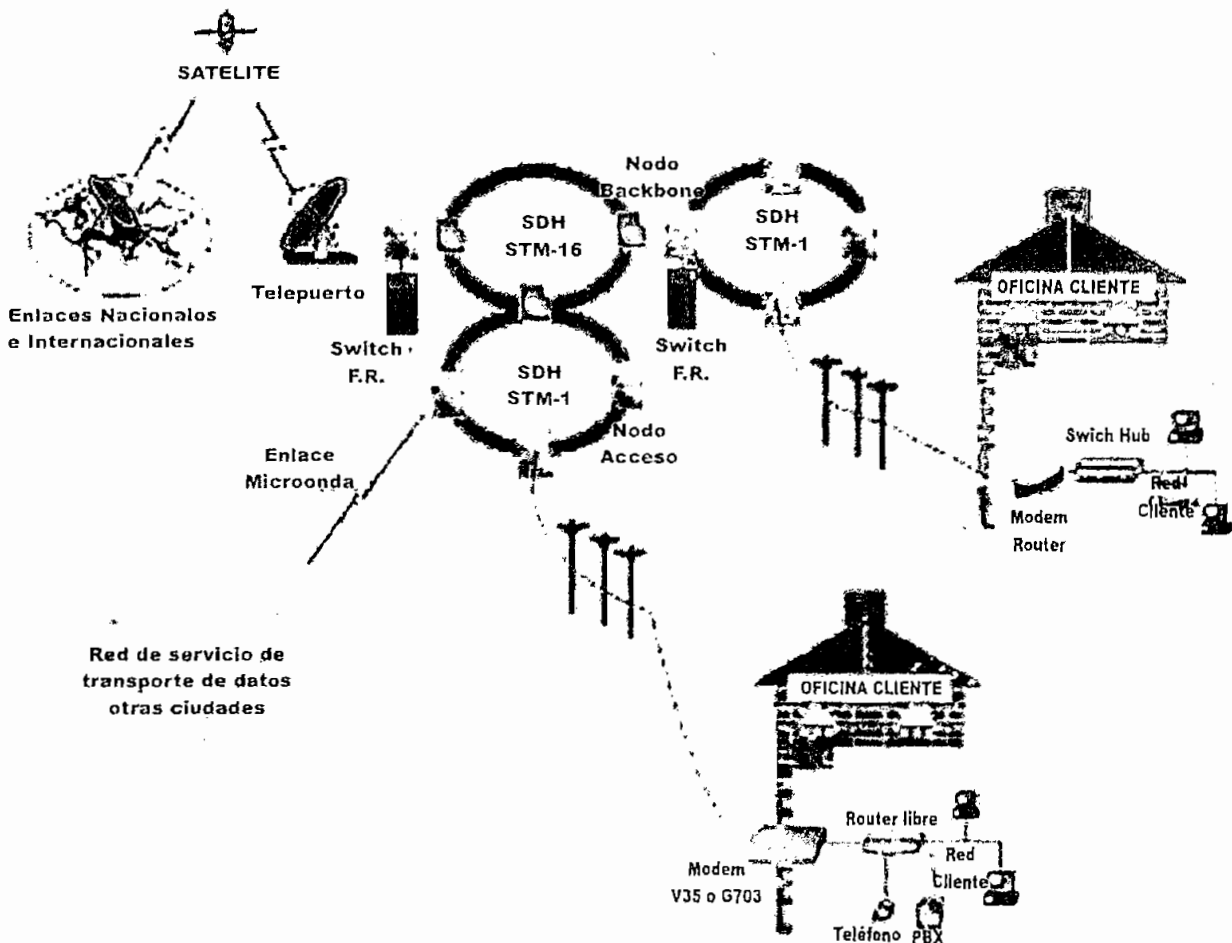 SATELITE
Enlaces Nacionalos
e Internacionales
Telepuerto
Switch
F.R.
SDH
STM-16
Nodo
Backbone
SDH
STM-1
Switch
F.R.
SDH
STM-1
Nodo
Acceso
Enlace
Microonda
Red de servicio de
transporte de datos
otras ciudades
OFICINA CLIENTE
Swich Hub
Modem
Router
Red
Cliente
OFICINA CLIENTE
Router libre
Modem
V35 o G703
Red
Cliente
Teléfono
PBX